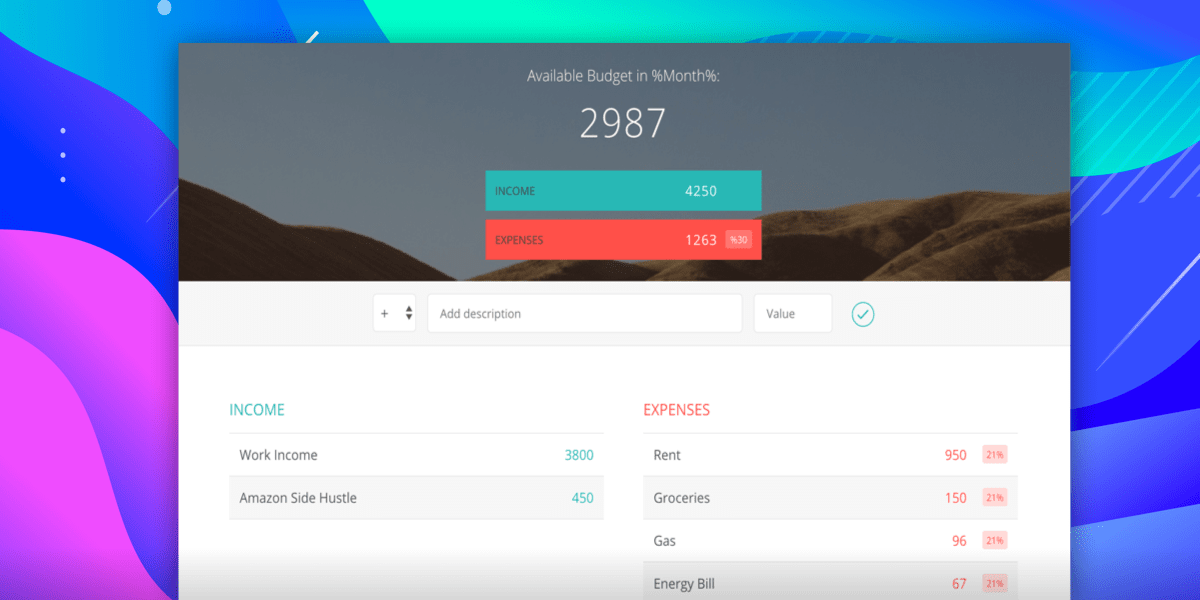 Available Budget in %Month%:
2987
INCOME 4250
EXPENSES 1263 %30
+ Add description Value
INCOME
Work Income 3800
Amazon Side Hustle 450
EXPENSES
Rent 950 21%
Groceries 150 21%
Gas 96 21%
Energy Bill 67 21%